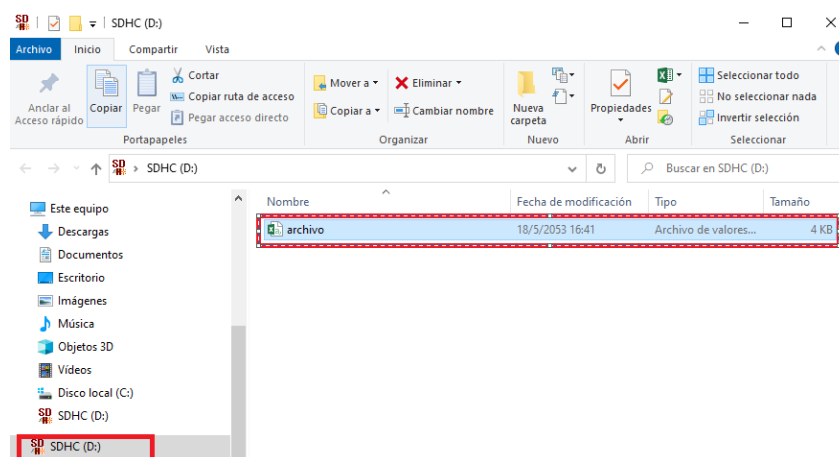 SDHC (D:)
Archivo Inicio Compartir Vista
Anclar al Acceso rápido
Copiar
Pegar
Cortar
Copiar ruta de acceso
Pegar acceso directo
Portapapeles
Mover a
Copiar a
Eliminar
Cambiar nombre
Organizar
Nueva carpeta
Nuevo
Propiedades
Abrir
Seleccionar todo
No seleccionar nada
Invertir selección
Seleccionar
SDHC (D:)
Buscar en SDHC (D:)
Este equipo
Descargas
Documentos
Escritorio
Imágenes
Música
Objetos 3D
Vídeos
Disco local (C:)
SDHC (D:)
SDHC (D:)
Nombre Fecha de modificación Tipo Tamaño
archivo 18/5/2053 16:41 Archivo de valores... 4 KB